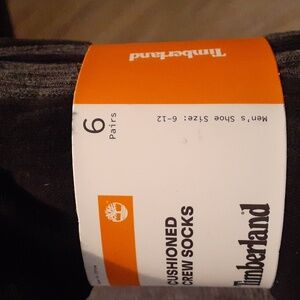 Timberland
6
Pairs
Men's Shoe Size: 6-12
CUSHIONED
CREW SOCKS
Timberland